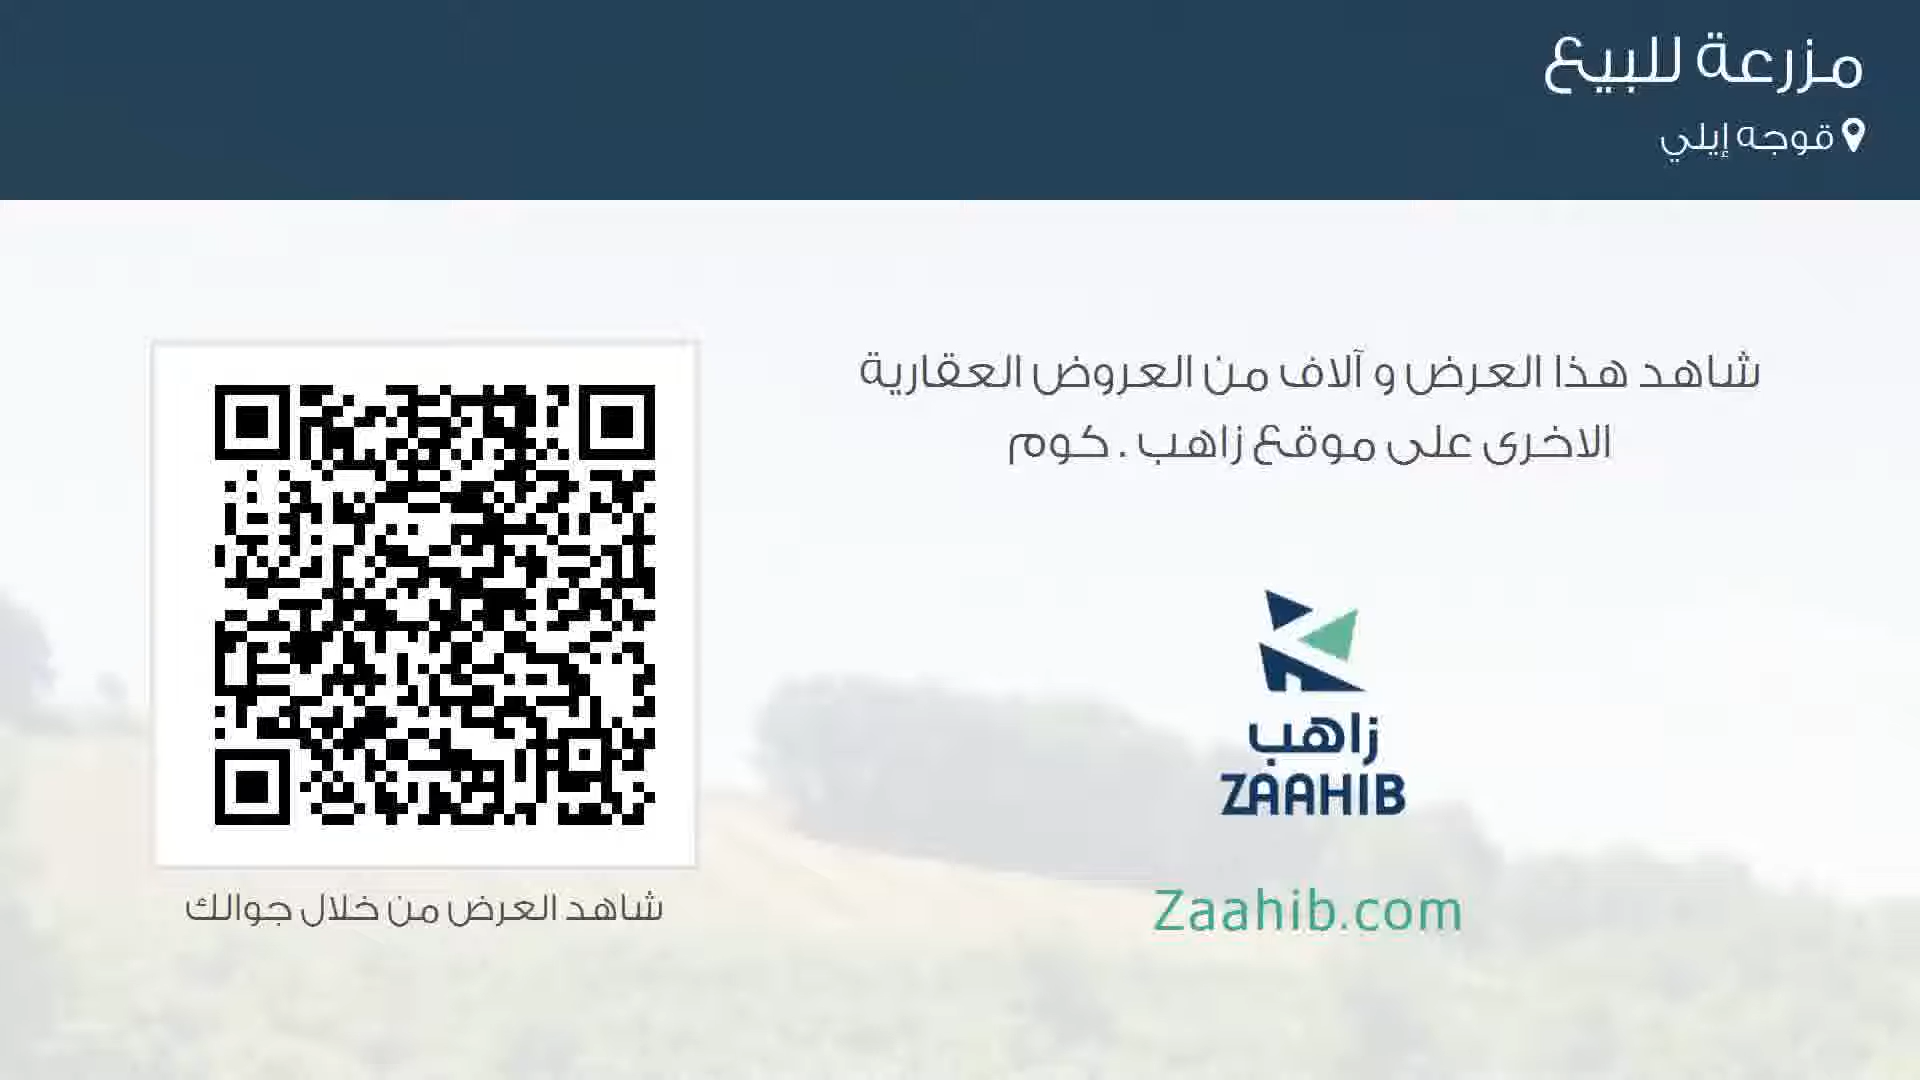 مزرعة للبيع
قوجه إيلي
شاهد هذا العرض و آلاف من العروض العقارية
الاخرى على موقع زاهب . كوم
زاهب
ZAAHIB
Zaahib.com
شاهد العرض من خلال جوالك